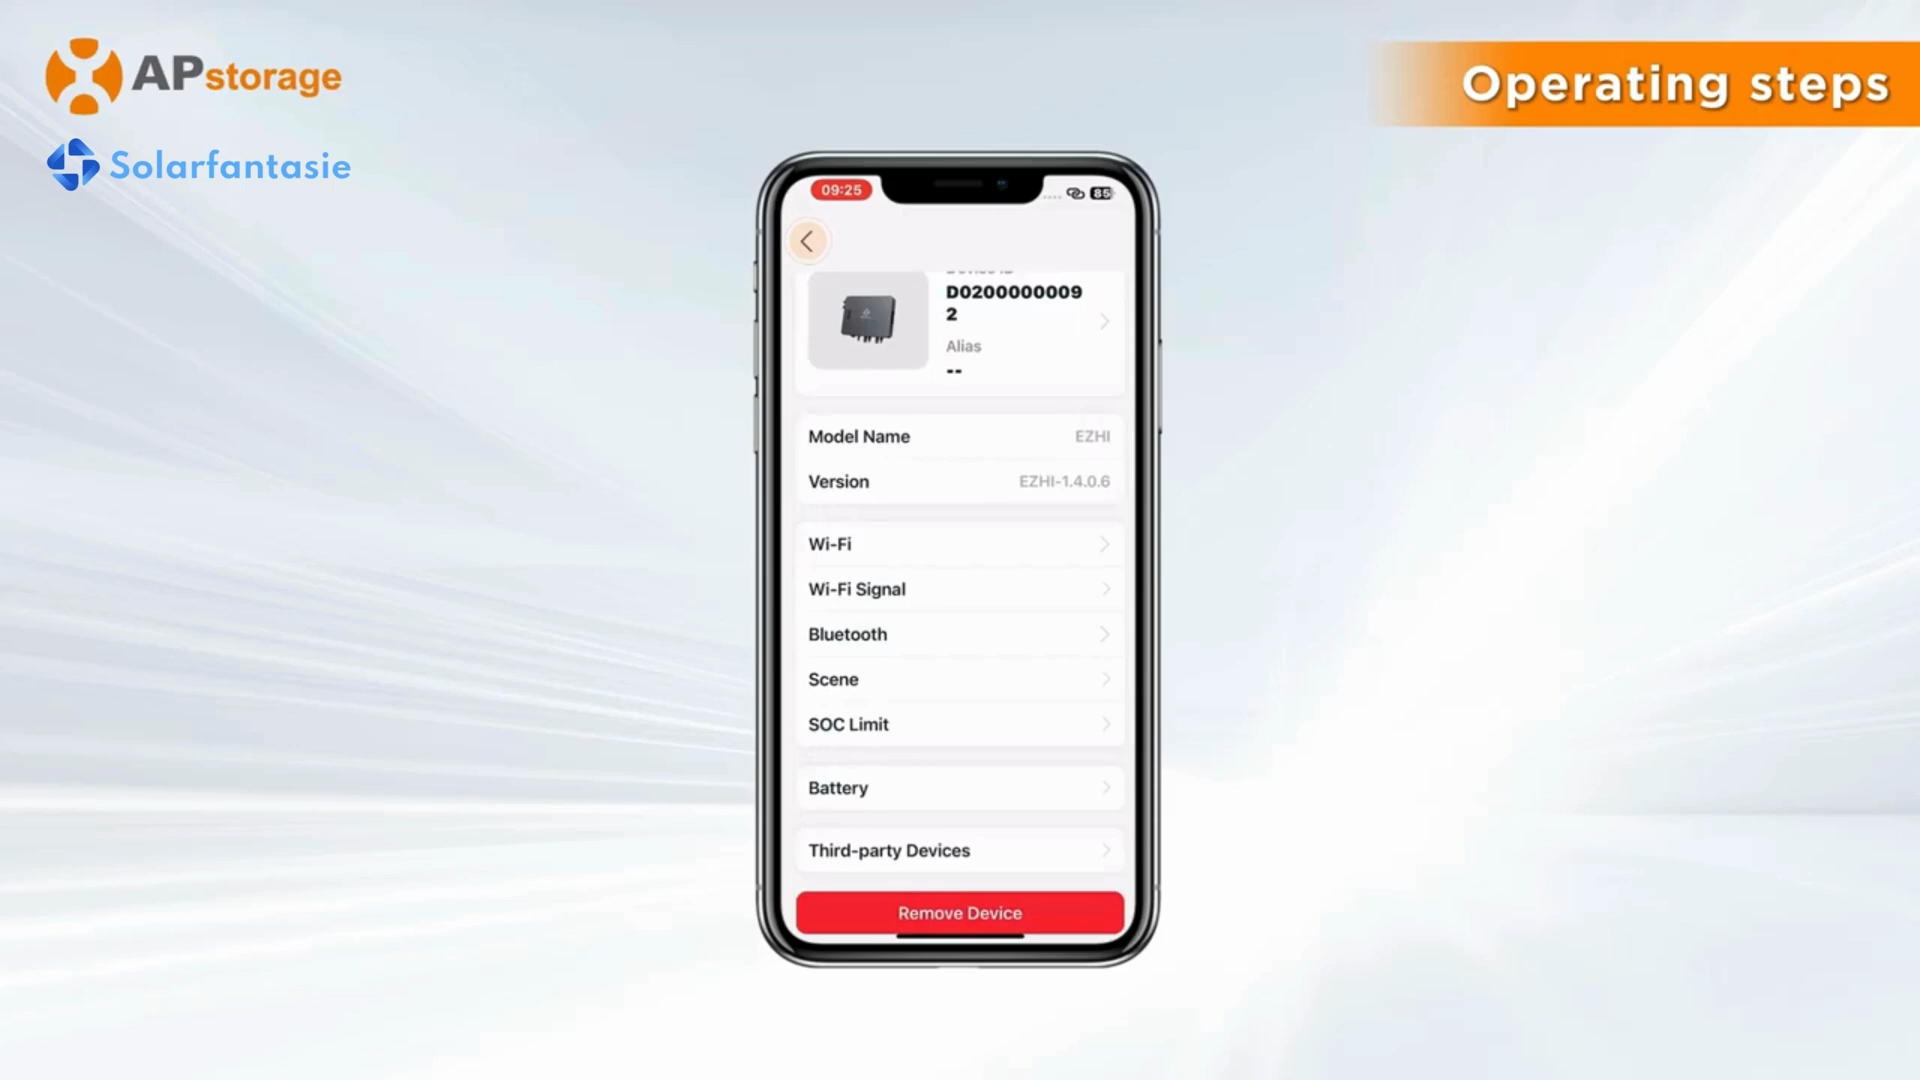 APstorage
Solarfantasie
Operating steps
09:25
85
D0200000009
2
Alias
--
Model Name
EZHI
Version
EZHI-1.4.0.6
Wi-Fi
Wi-Fi Signal
Bluetooth
Scene
SOC Limit
Battery
Third-party Devices
Remove Device